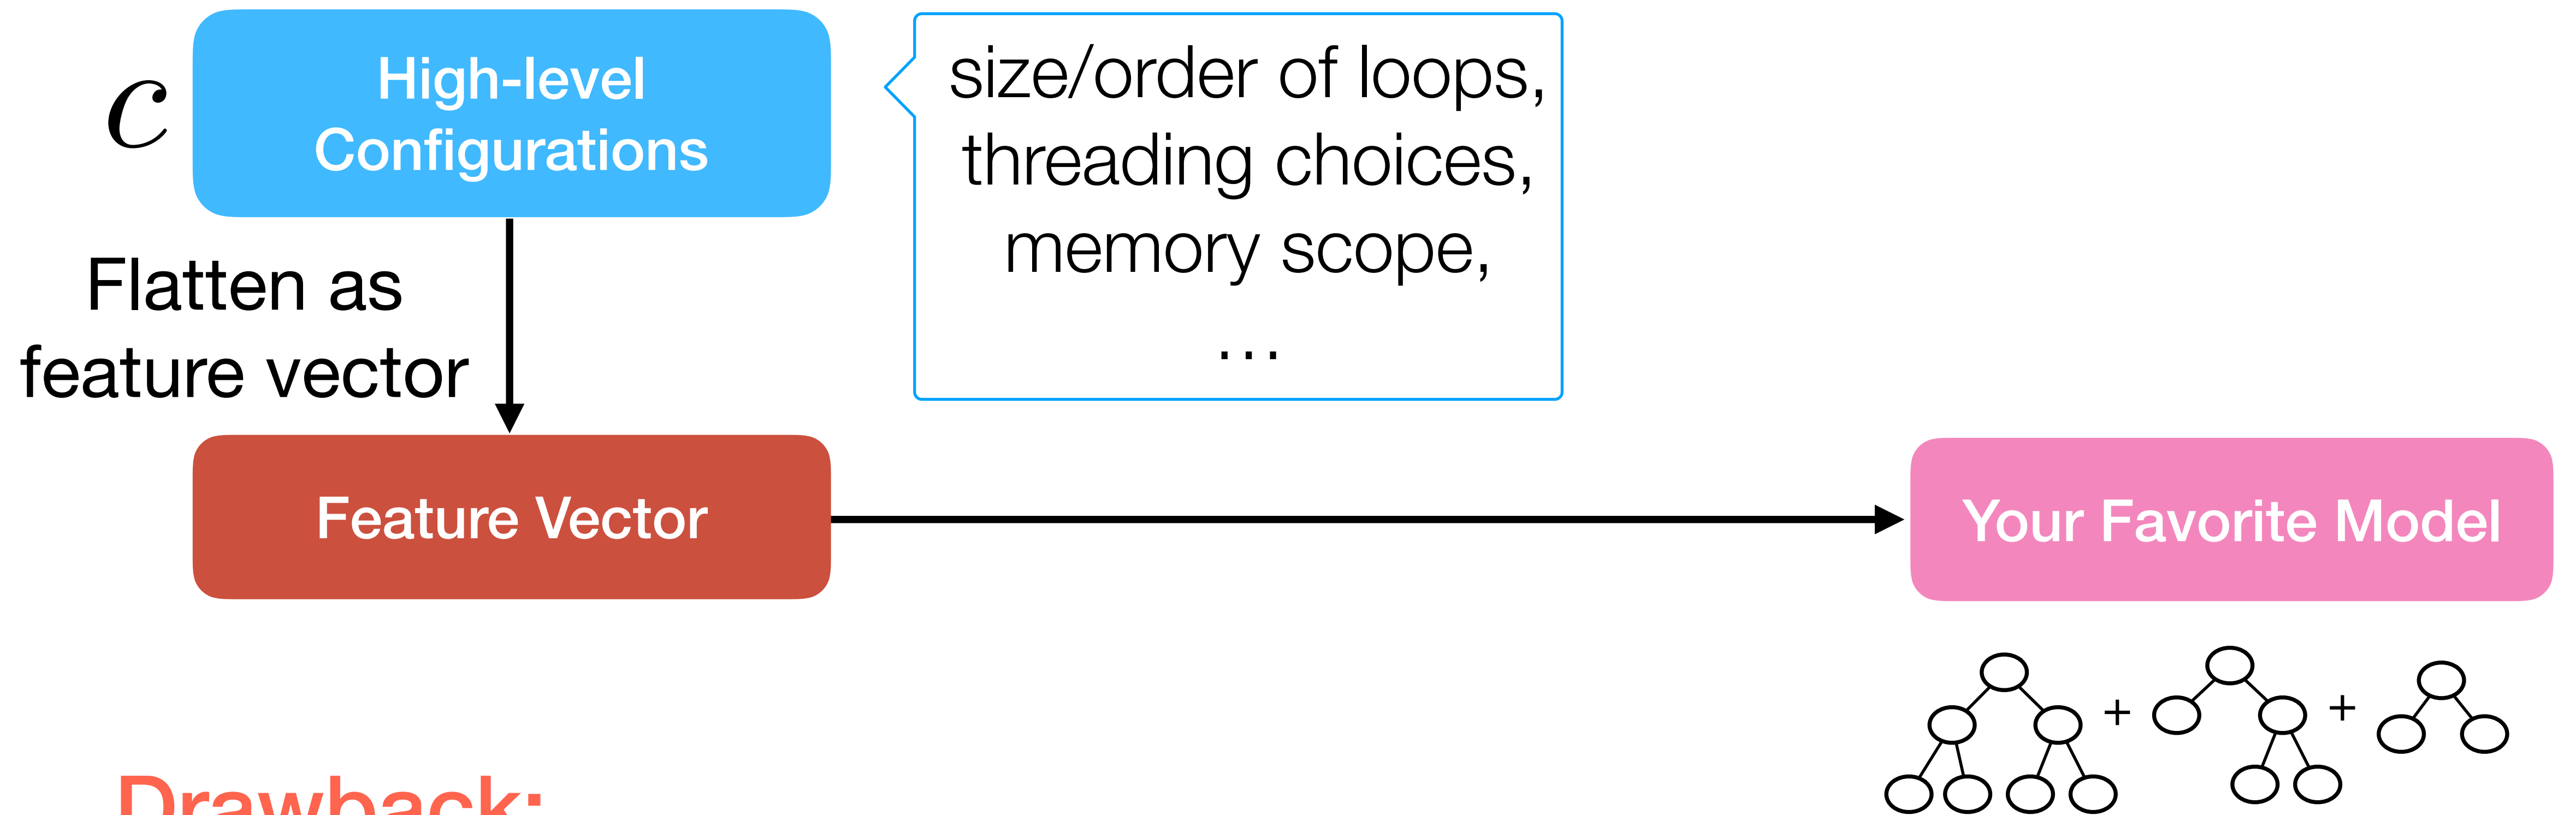 c
High-level
Configurations
size/order of loops,
threading choices,
memory scope,
…
Flatten as
feature vector
Feature Vector
Your Favorite Model
+ +
Drawback: